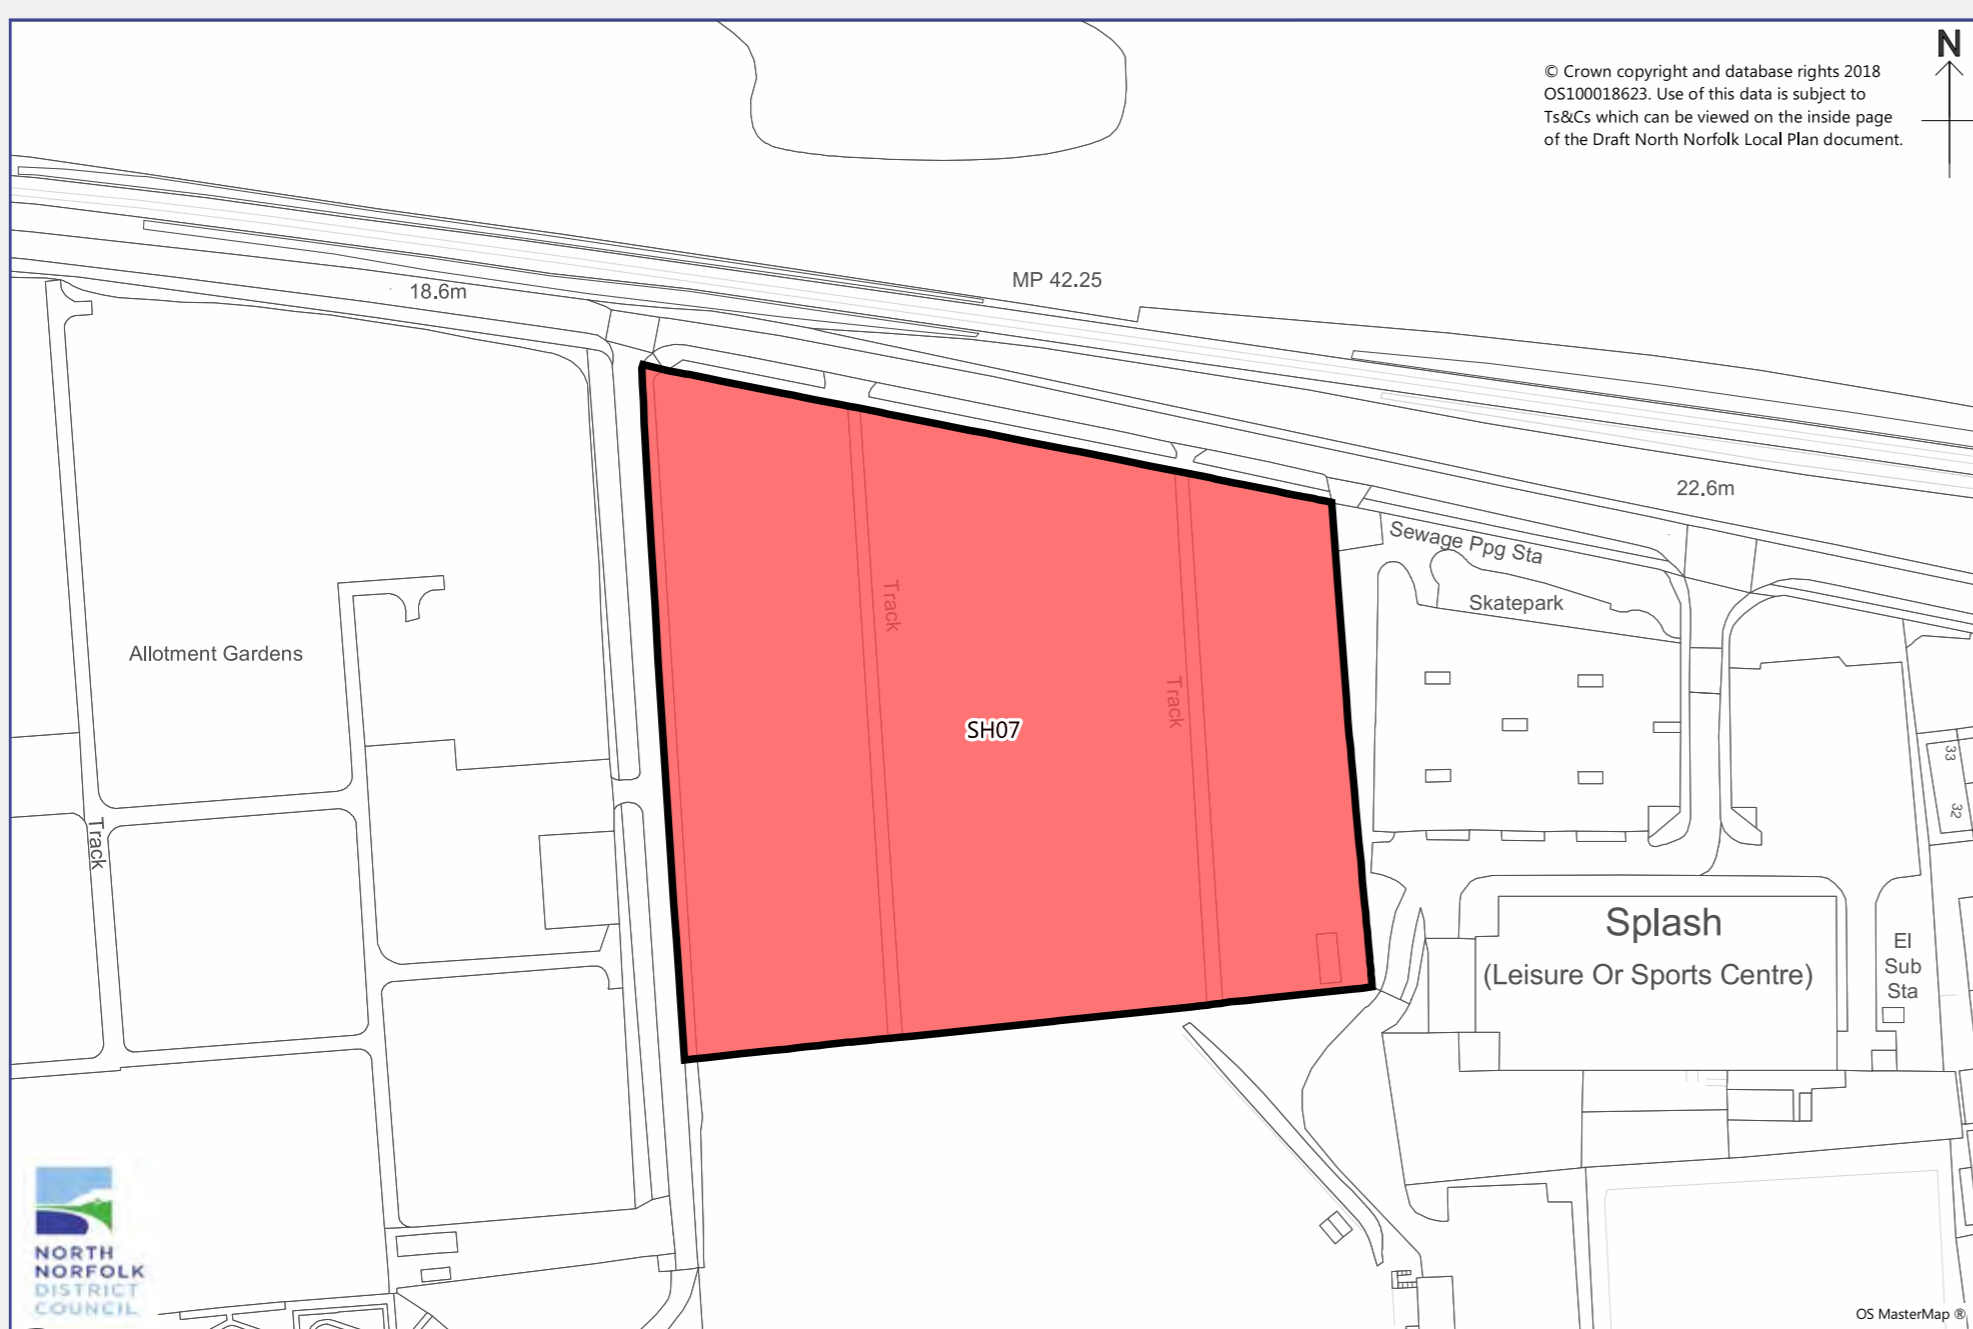 N
© Crown copyright and database rights 2018
OS100018623. Use of this data is subject to
Ts&Cs which can be viewed on the inside page
of the Draft North Norfolk Local Plan document.
MP 42.25
18.6m
22.6m
Sewage Ppg Sta
Skatepark
Track
Allotment Gardens
Track
SH07
33
32
Track
Splash
(Leisure Or Sports Centre)
El
Sub
Sta
NORTH
NORFOLK
DISTRICT
COUNCIL
OS MasterMap ®